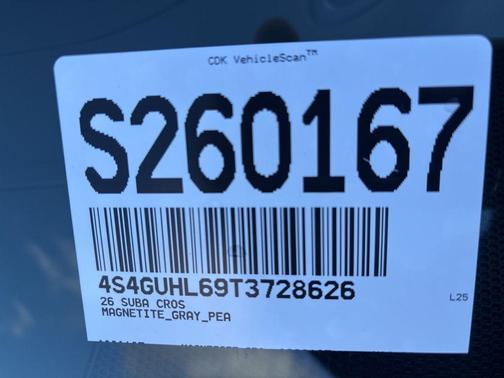 CDK VehicleScan™
S260167
4S4GUHL69T3728626
26 SUBA CROS
L25
MAGNETITE_GRAY_PEA